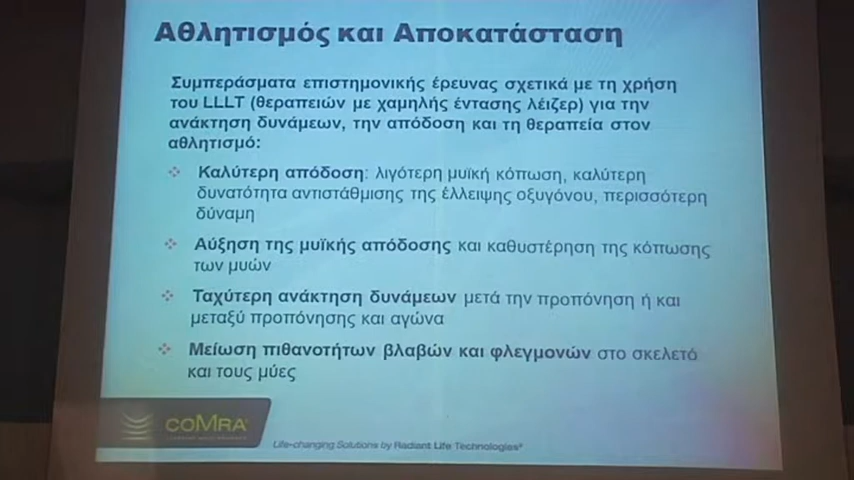 Αθλητισμός και Αποκατάσταση
Συμπεράσματα επιστημονικής έρευνας σχετικά με τη χρήση
του LLLT (θεραπειών με χαμηλής έντασης λέιζερ) για την
ανάκτηση δυνάμεων, την απόδοση και τη θεραπεία στον
αθλητισμό:
Καλύτερη απόδοση: λιγότερη μυϊκή κόπωση, καλύτερη
δυνατότητα αντιστάθμισης της έλλειψης οξυγόνου, περισσότερη
δύναμη
Αύξηση της μυϊκής απόδοσης και καθυστέρηση της κόπωσης
των μυών
Ταχύτερη ανάκτηση δυνάμεων μετά την προπόνηση ή και
μεταξύ προπόνησης και αγώνα
Μείωση πιθανοτήτων βλαβών και φλεγμονών στο σκελετό
και τους μύες
coMra
Life-changing Solutions by Radiant Life Technologies®